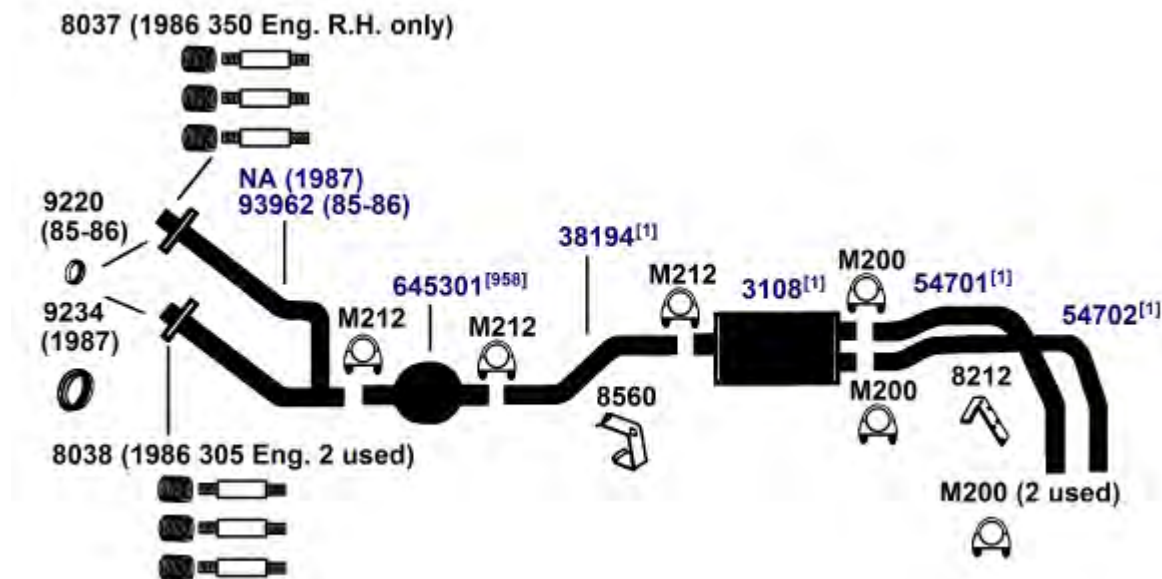 8037 (1986 350 Eng. R.H. only)
NA (1987)
93962 (85-86)
9220
(85-86)
9234
(1987)
8038 (1986 305 Eng. 2 used)
M212
645301[958]
M212
38194[1]
8560
M212
3108[1]
M200
M200
54701[1]
54702[1]
8212
M200 (2 used)